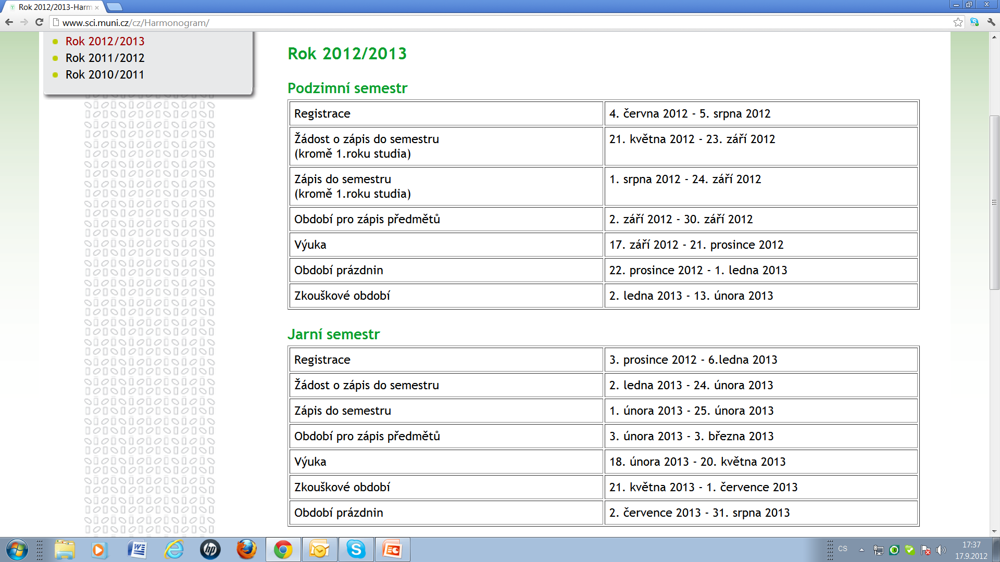 Rok 2012/2013-Harm
www.sci.muni.cz/cz/Harmonogram/
Rok 2012/2013
Rok 2011/2012
Rok 2010/2011
Rok 2012/2013
Podzimní semestr
Registrace 4. června 2012 - 5. srpna 2012
Žádost o zápis do semestru 21. května 2012 - 23. září 2012
(kromě 1.roku studia)
Zápis do semestru 1. srpna 2012 - 24. září 2012
(kromě 1.roku studia)
Období pro zápis předmětů 2. září 2012 - 30. září 2012
Výuka 17. září 2012 - 21. prosince 2012
Období prázdnin 22. prosince 2012 - 1. ledna 2013
Zkouškové období 2. ledna 2013 - 13. února 2013
Jarní semestr
Registrace 3. prosince 2012 - 6.ledna 2013
Žádost o zápis do semestru 2. ledna 2013 - 24. února 2013
Zápis do semestru 1. února 2013 - 25. února 2013
Období pro zápis předmětů 3. února 2013 - 3. března 2013
Výuka 18. února 2013 - 20. května 2013
Zkouškové období 21. května 2013 - 1. července 2013
Období prázdnin 2. července 2013 - 31. srpna 2013
CS
17:37
17.9.2012